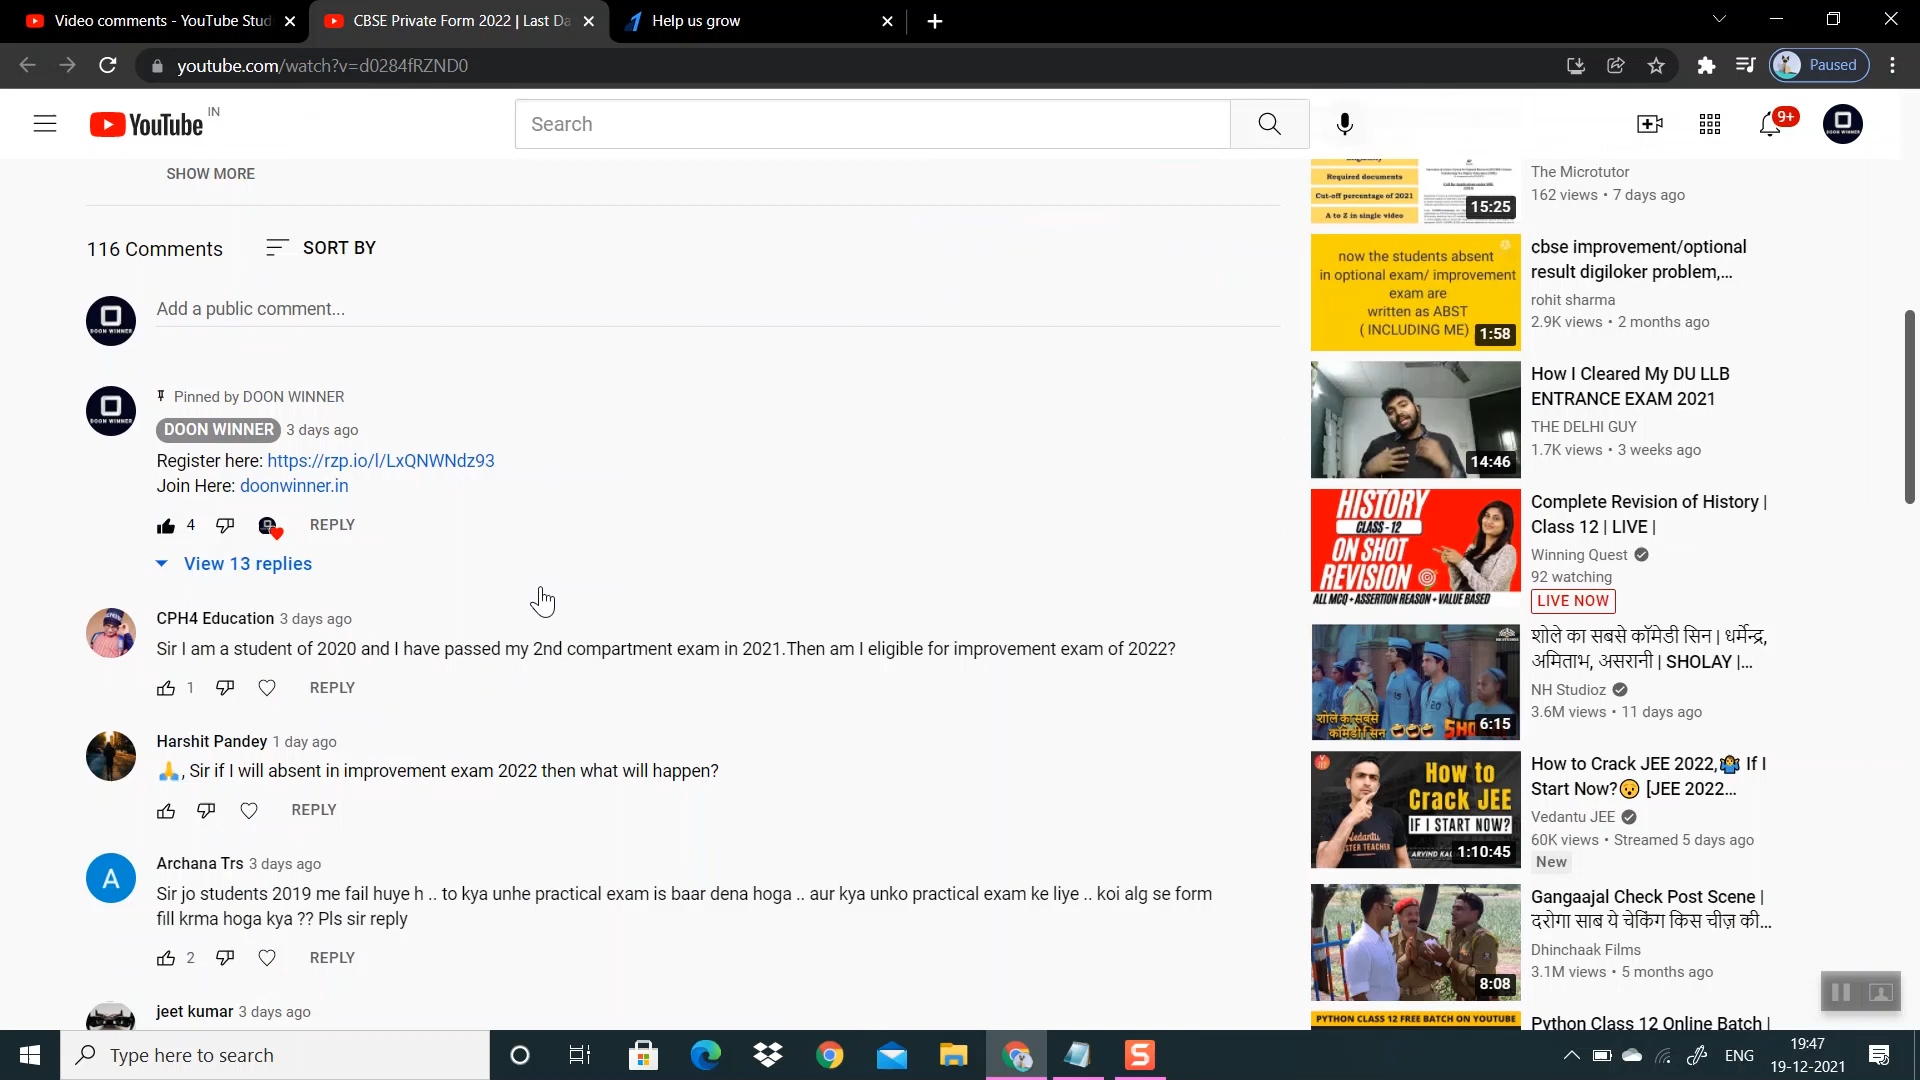 Video comments - YouTube Stud
CBSE Private Form 2022 | Last Da
Help us grow
youtube.com/watch?v=d0284fRZND0
Paused
YouTube IN
Search
9+
SHOW MORE
116 Comments
SORT BY
Add a public comment...
Pinned by DOON WINNER
DOON WINNER 3 days ago
Register here: https://rzp.io/l/LxQNWNdz93
Join Here: doonwinner.in
4 REPLY
View 13 replies
CPH4 Education 3 days ago
Sir I am a student of 2020 and I have passed my 2nd compartment exam in 2021.Then am I eligible for improvement exam of 2022?
1 REPLY
Harshit Pandey 1 day ago
🙏, Sir if I will absent in improvement exam 2022 then what will happen?
REPLY
A
Archana Trs 3 days ago
Sir jo students 2019 me fail huye h .. to kya unhe practical exam is baar dena hoga .. aur kya unko practical exam ke liye .. koi alg se form
fill krma hoga kya ?? Pls sir reply
2 REPLY
jeet kumar 3 days ago
Required documents
Cut-off percentage of 2021
A to Z in single video
15:25
The Microtutor
162 views • 7 days ago
now the students absent
in optional exam/ improvement
exam are
written as ABST
( INCLUDING ME)
1:58
cbse improvement/optional
result digiloker problem,...
rohit sharma
2.9K views • 2 months ago
14:46
How I Cleared My DU LLB
ENTRANCE EXAM 2021
THE DELHI GUY
1.7K views • 3 weeks ago
HISTORY
CLASS - 12
ON SHOT
REVISION
ALL MCQ + ASSERTION REASON + VALUE BASED
Complete Revision of History |
Class 12 | LIVE |
Winning Quest
92 watching
LIVE NOW
शोले का सबसे
कॉमेडी सिन
6:15
शोले का सबसे कॉमेडी सिन | धर्मेन्द्र,
अमिताभ, असरानी | SHOLAY |...
NH Studioz
3.6M views • 11 days ago
How to
Crack JEE
IF I START NOW?
1:10:45
How to Crack JEE 2022,🤷 If I
Start Now?😯 [JEE 2022...
Vedantu JEE
60K views • Streamed 5 days ago
New
8:08
Gangaajal Check Post Scene |
दरोगा साब ये चेकिंग किस चीज़ की...
Dhinchaak Films
3.1M views • 5 months ago
PYTHON CLASS 12 FREE BATCH ON YOUTUBE
Python Class 12 Online Batch |
Type here to search
ENG
19:47
19-12-2021